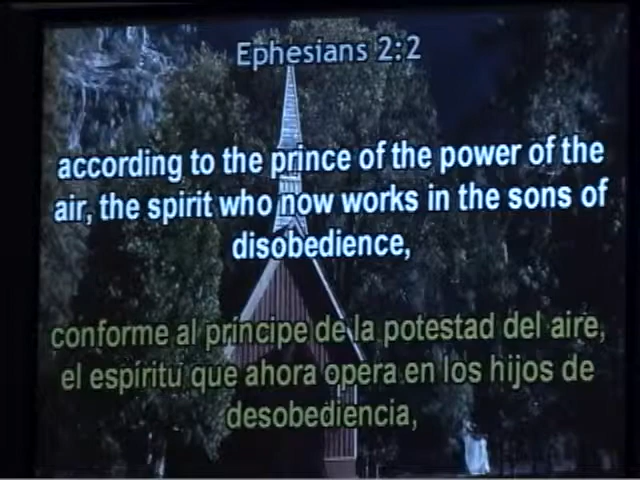 Ephesians 2:2
according to the prince of the power of the
air, the spirit who now works in the sons of
disobedience,
conforme al príncipe de la potestad del aire,
el espíritu que ahora opera en los hijos de
desobediencia,